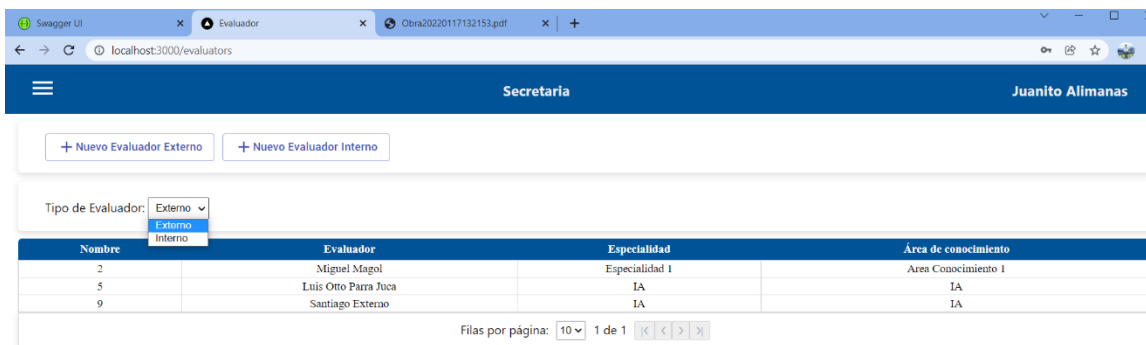 Swagger UI Evaluador Obra20220117132153.pdf
localhost:3000/evaluators
Secretaria Juanito Alimanas
+ Nuevo Evaluador Externo + Nuevo Evaluador Interno
Tipo de Evaluador: Externo
Externo
Interno
Nombre Evaluador Especialidad Área de conocimiento
2 Miguel Magol Especialidad 1 Area Conocimiento 1
5 Luis Otto Parra Juca IA IA
9 Santiago Externo IA IA
Filas por página: 10 1 de 1